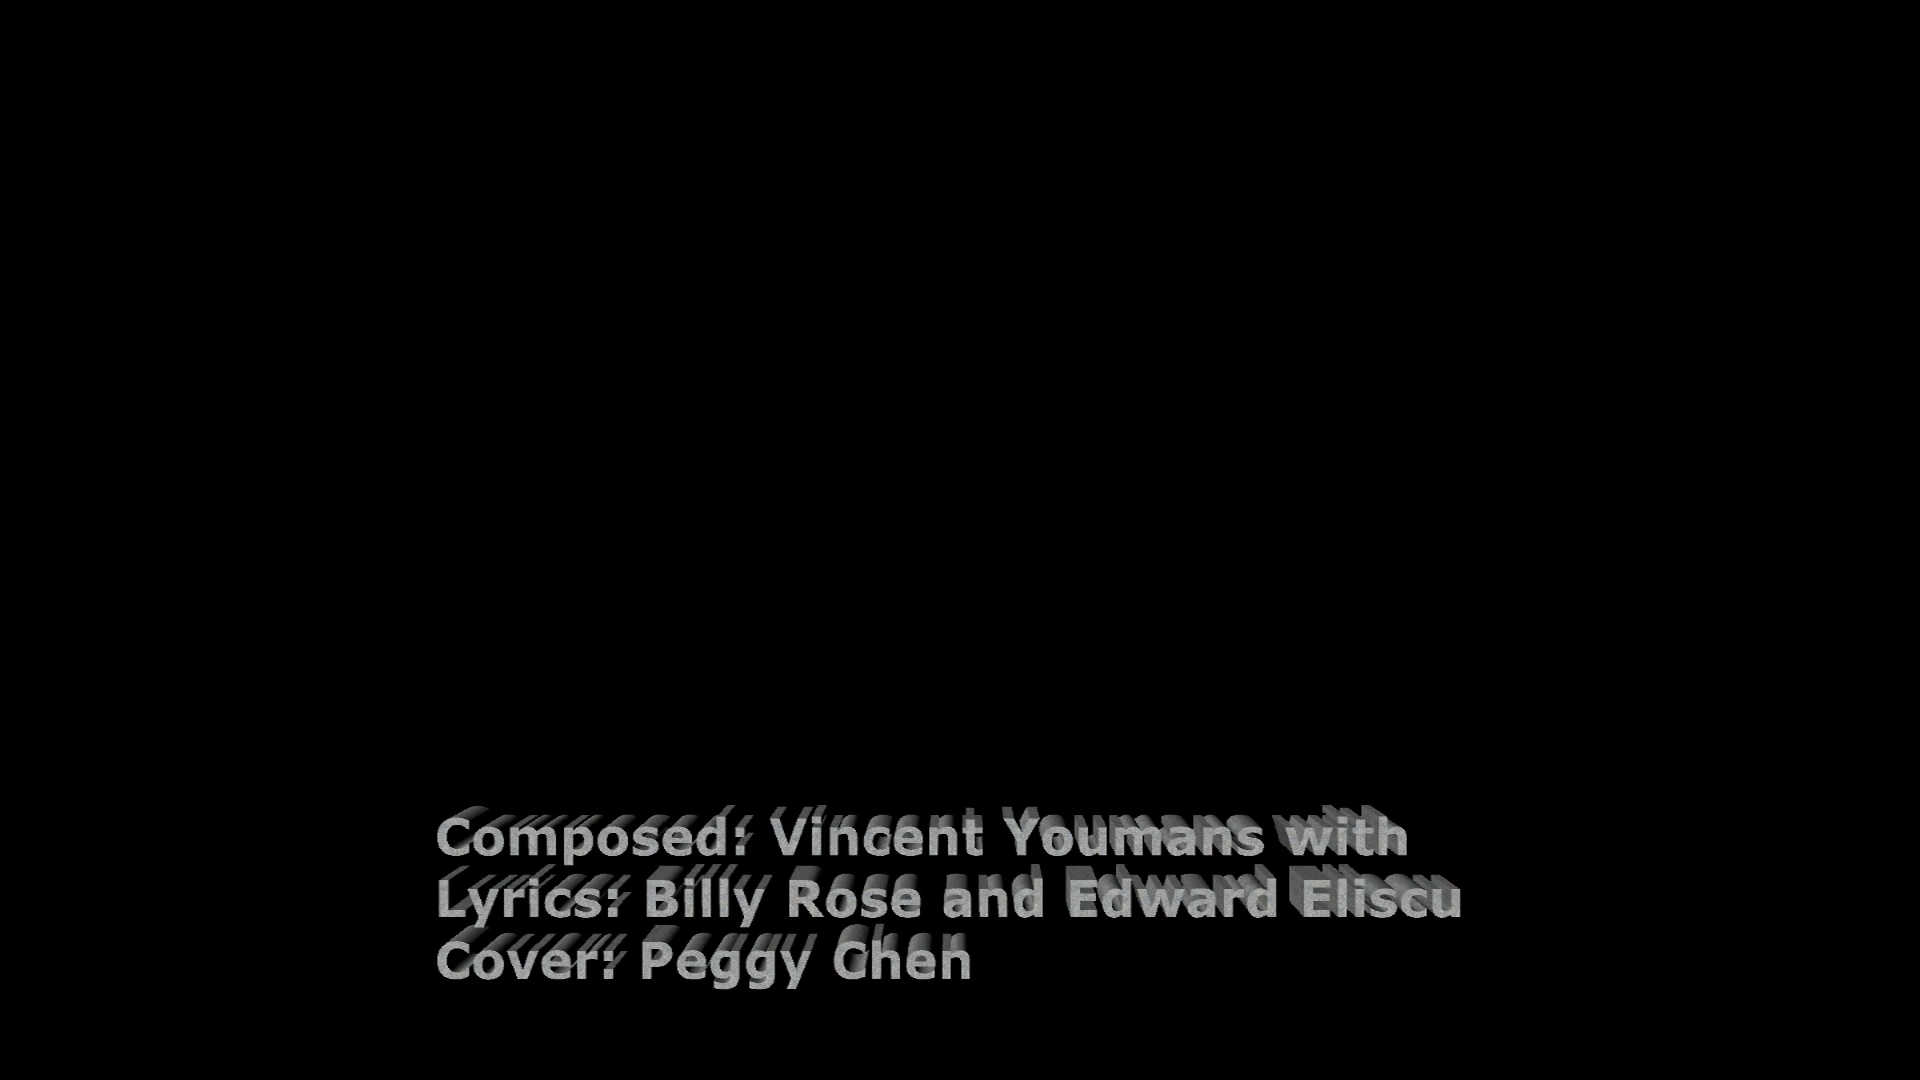 Composed: Vincent Youmans with
Lyrics: Billy Rose and Edward Eliscu
Cover: Peggy Chen